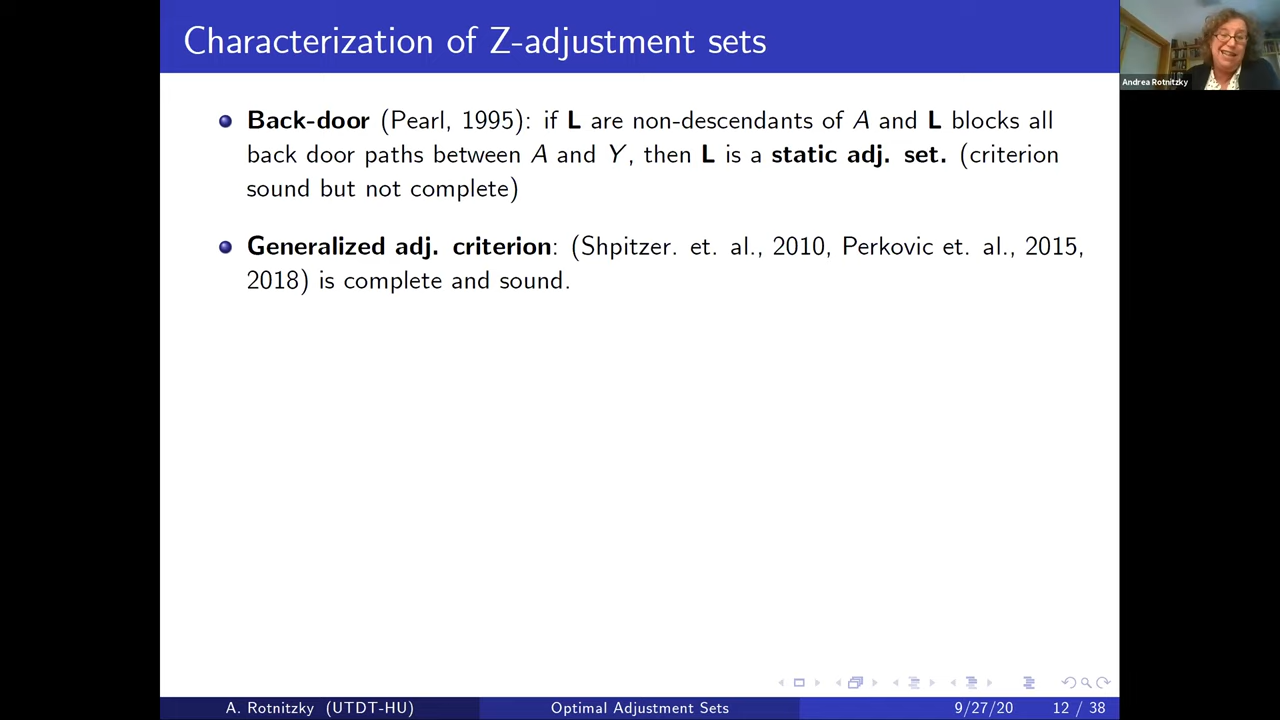 Characterization of Z-adjustment sets
Andrea Rotnitzky
Back-door (Pearl, 1995): if L are non-descendants of A and L blocks all
back door paths between A and Y, then L is a static adj. set. (criterion
sound but not complete)
Generalized adj. criterion: (Shpitzer. et. al., 2010, Perkovic et. al., 2015,
2018) is complete and sound.
A. Rotnitzky (UTDT-HU)
Optimal Adjustment Sets
9/27/20
12 / 38